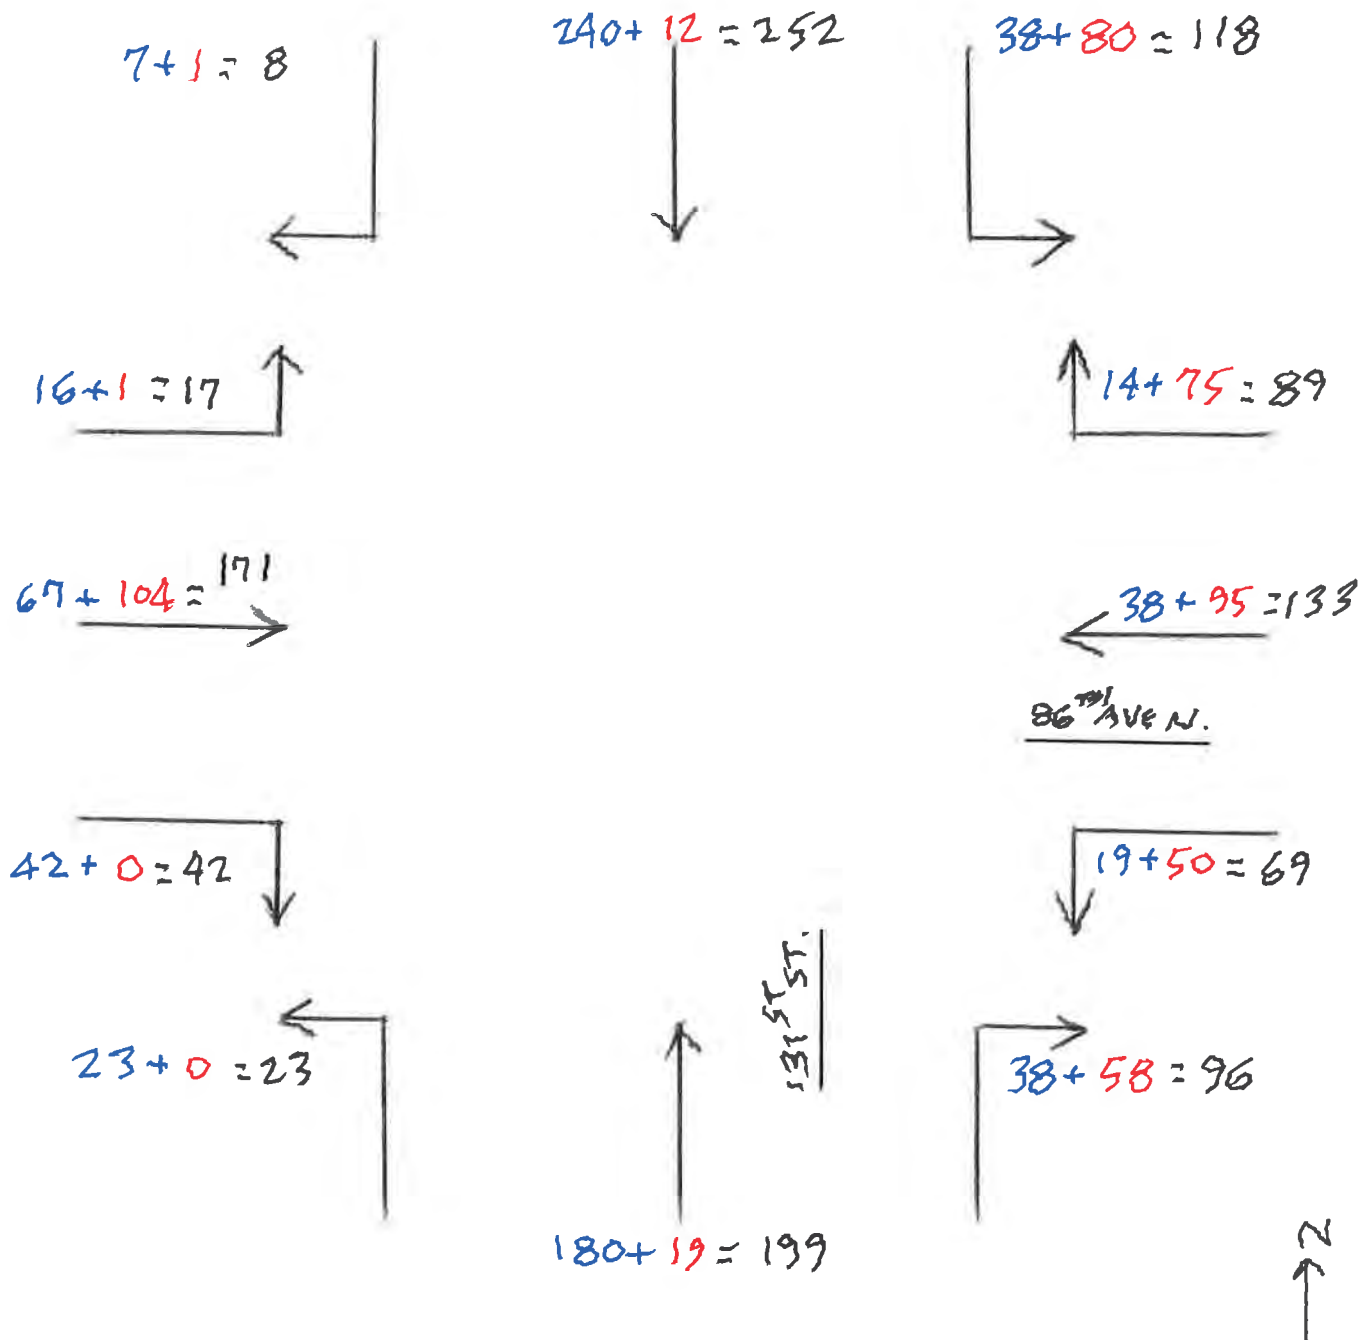 240+ 12 = 252
38+ 80 = 118
7+1 = 8
16+1 = 17
14+ 75 = 89
67+ 104 = 171
38 + 95 = 133
86TH AVE N.
42+ 0 = 42
19+50 = 69
131ST ST.
23+ 0 = 23
38+ 58 = 96
180+ 19 = 199
N